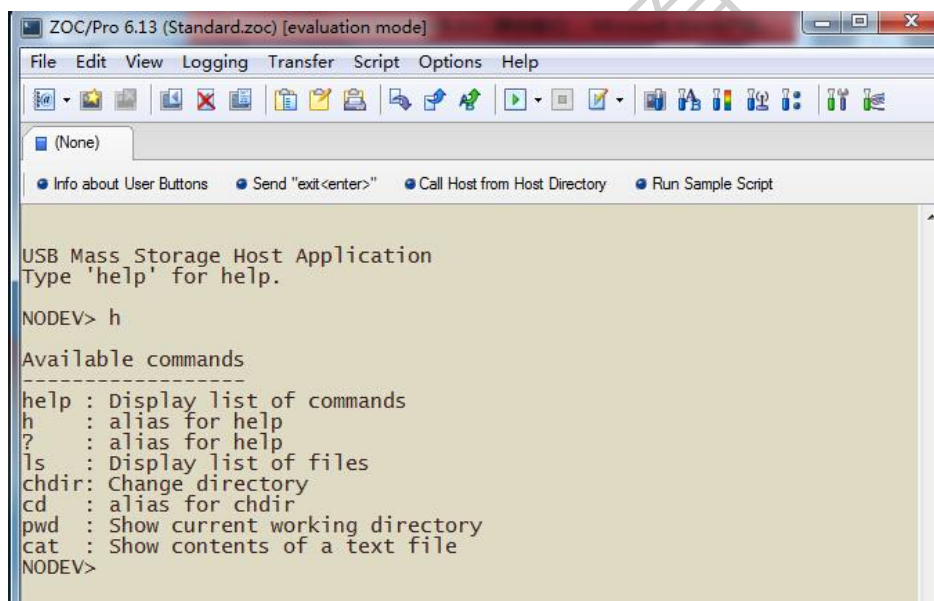 ZOC/Pro 6.13 (Standard.zoc) [evaluation mode]
File Edit View Logging Transfer Script Options Help
(None)
Info about User Buttons Send "exit<enter>" Call Host from Host Directory Run Sample Script
USB Mass Storage Host Application
Type 'help' for help.
NODEV> h
Available commands
------------------
help : Display list of commands
h    : alias for help
?    : alias for help
ls   : Display list of files
chdir: Change directory
cd   : alias for chdir
pwd  : Show current working directory
cat  : Show contents of a text file
NODEV>